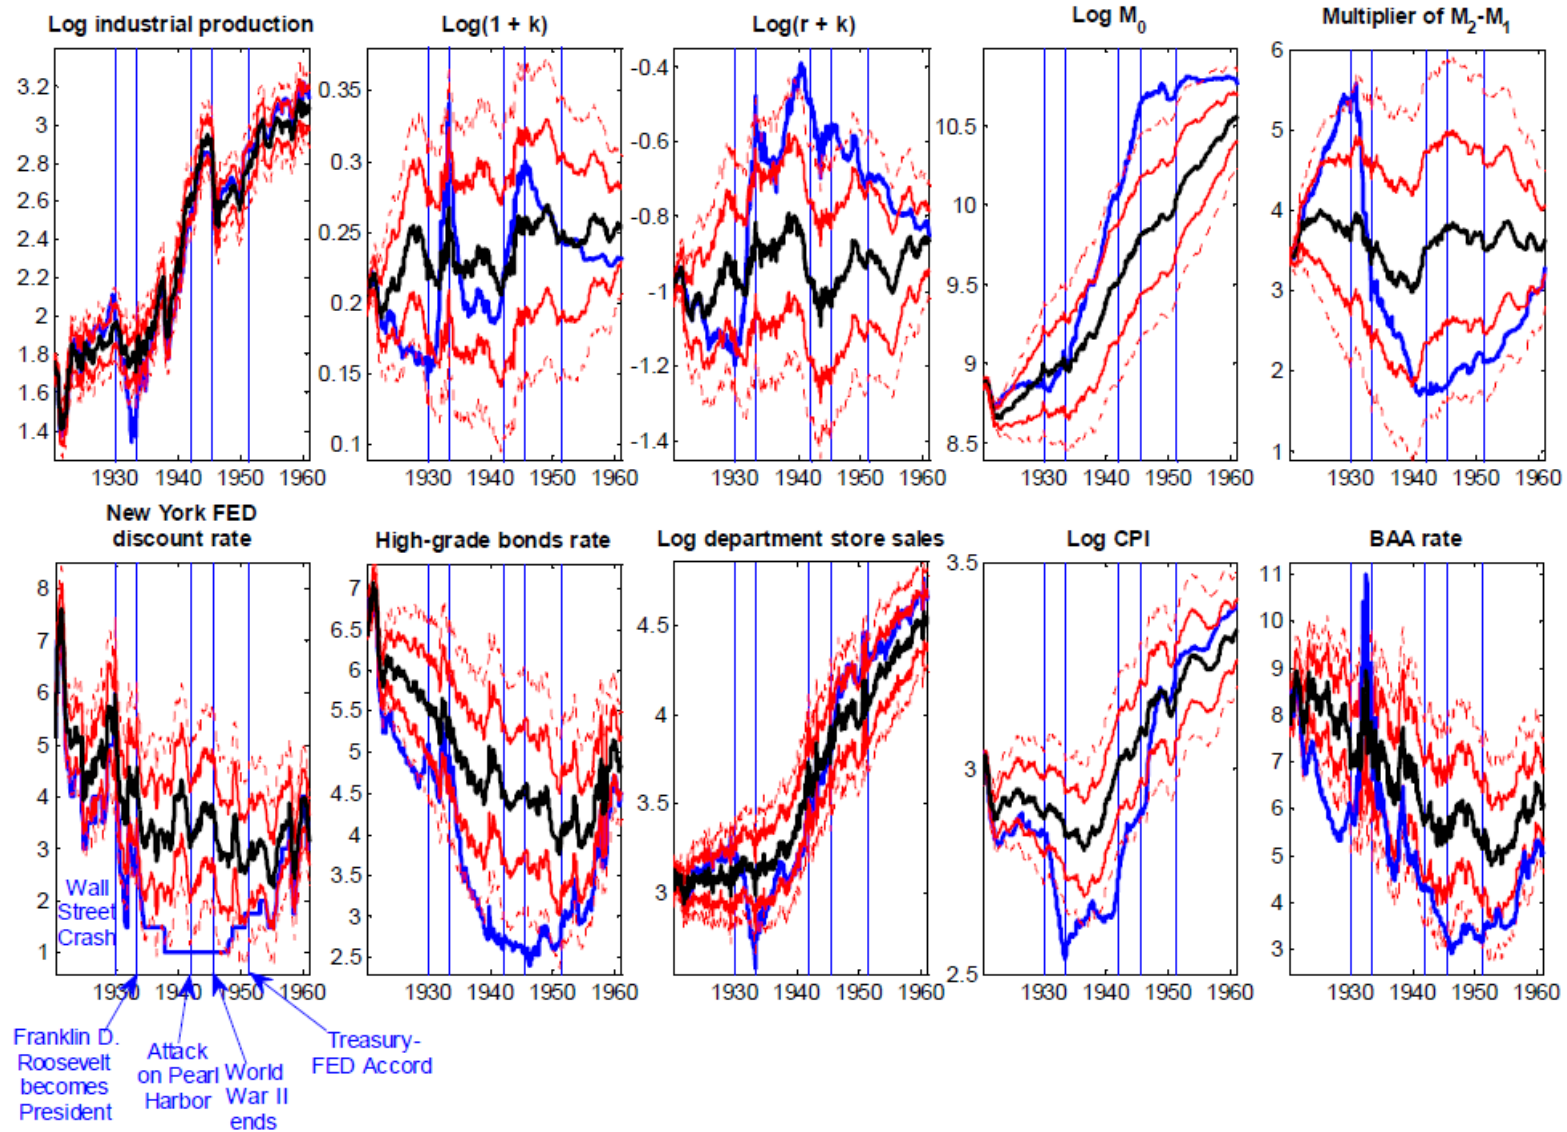 Log industrial production
Log(1 + k)
Log(r + k)
Log M0
Multiplier of M2-M1
3.2
3
2.8
2.6
2.4
2.2
2
1.8
1.6
1.4
1930 1940 1950 1960
0.35
0.3
0.25
0.2
0.15
0.1
1930 1940 1950 1960
-0.4
-0.6
-0.8
-1
-1.2
-1.4
1930 1940 1950 1960
10.5
10
9.5
9
8.5
1930 1940 1950 1960
6
5
4
3
2
1
1930 1940 1950 1960
New York FED
discount rate
High-grade bonds rate
Log department store sales
Log CPI
BAA rate
8
7
6
5
4
3
2
1
1930 1940 1950 1960
Wall
Street
Crash
7
6.5
6
5.5
5
4.5
4
3.5
3
2.5
1930 1940 1950 1960
4.5
4
3.5
3
1930 1940 1950 1960
3.5
3
2.5
1930 1940 1950 1960
11
10
9
8
7
6
5
4
3
1930 1940 1950 1960
Franklin D.
Roosevelt
becomes
President
Attack
on Pearl
Harbor
World
War II
ends
Treasury-
FED Accord